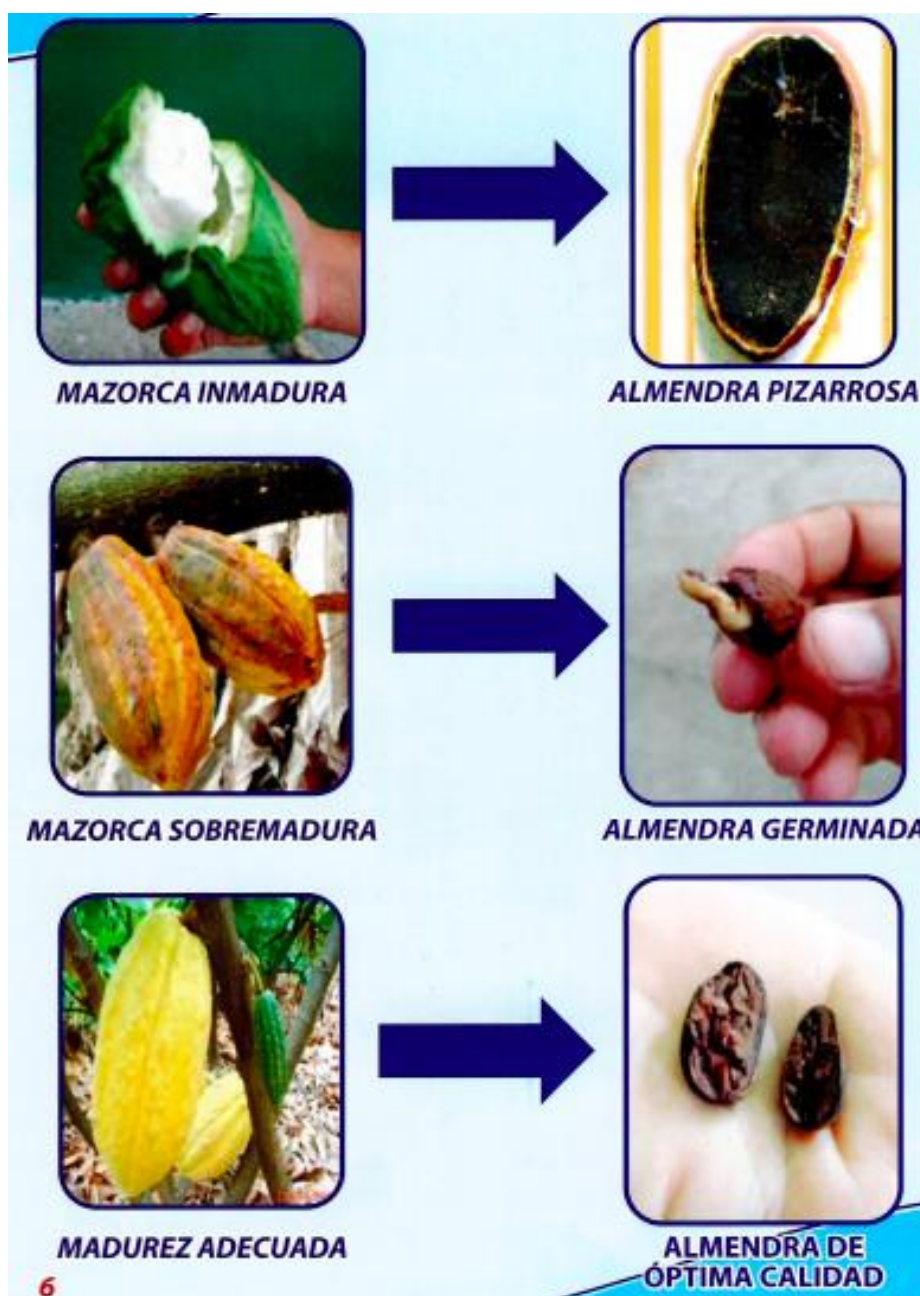 MAZORCA INMADURA
ALMENDRA PIZARROSA
MAZORCA SOBREMADURA
ALMENDRA GERMINADA
MADUREZ ADECUADA
ALMENDRA DE
ÓPTIMA CALIDAD
6